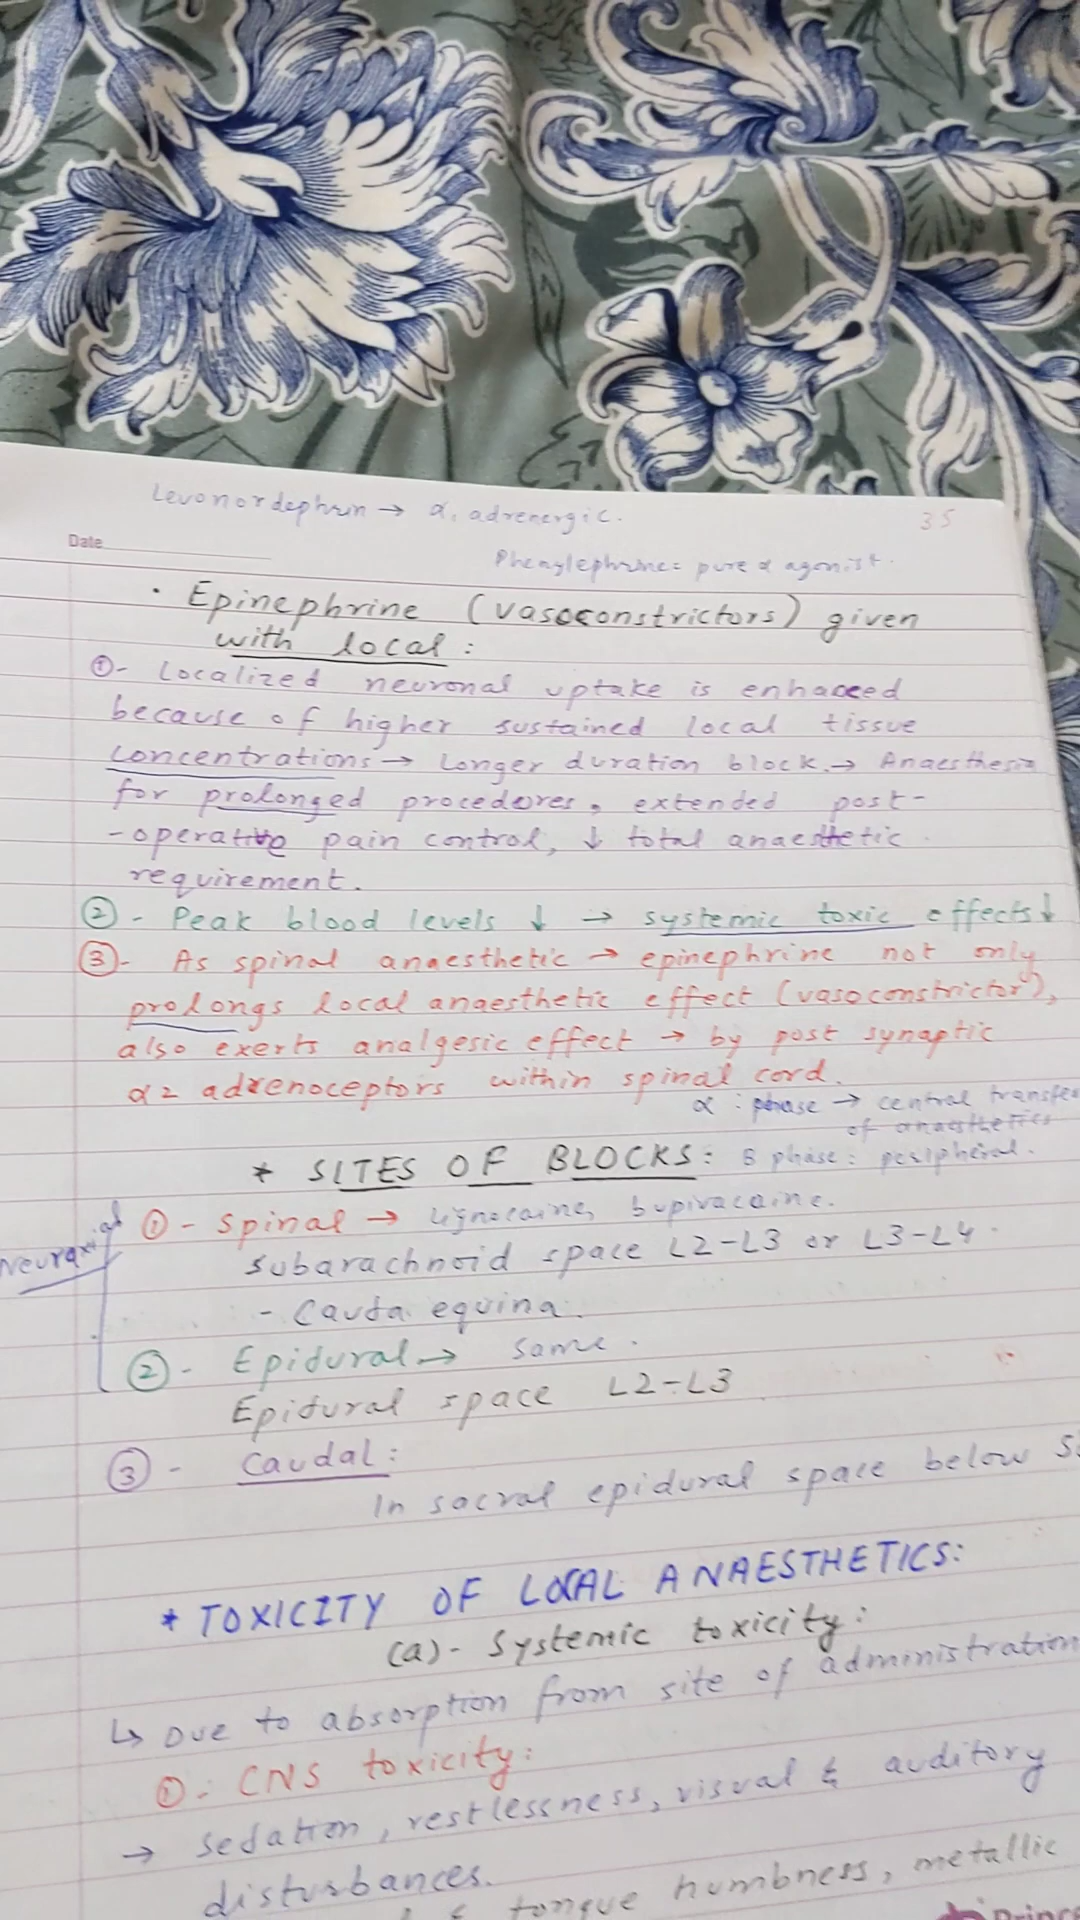 Levonordephrin → α, adrenergic.
35
Date
Pheaylephrine: pure α agonist.
• Epinephrine (vasoconstrictors) given
with local :
①- Localized neuronal uptake is enhaced
because of higher sustained local tissue
concentrations → Longer duration block. → Anaesthesia
for prolonged procedures, extended post-
-operative pain control, ↓ total anaesthetic
requirement.
②- Peak blood levels ↓ → systemic toxic effects↓
③- As spinal anaesthetic → epinephrine not only
prolongs local anaesthetic effect (vasoconstrictor),
also exerts analgesic effect → by post synaptic
α2 adrenoceptors within spinal cord.
α : phase → central transfer
of anaesthetics
* SITES OF BLOCKS: B phase: peripheral.
Neuraxial
①- Spinal → Lignocaine, bupivacaine.
Subarachnoid space L2-L3 or L3-L4.
- Cauda equina.
②- Epidural → same.
Epidural space L2-L3
③- Caudal:
In sacral epidural space below
* TOXICITY OF LOCAL ANAESTHETICS:
(a)- Systemic toxicity:
↳ Due to absorption from site of administration
①- CNS toxicity:
→ Sedation, restlessness, visual & auditory
disturbances.
tongue numbness, metallic